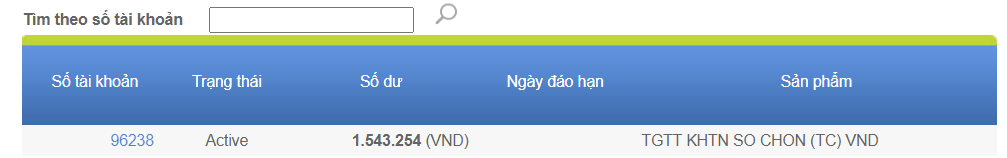 Tìm theo số tài khoản
Số tài khoản Trạng thái Số dư Ngày đáo hạn Sản phẩm
96238 Active 1.543.254 (VND) TGTT KHTN SO CHON (TC) VND